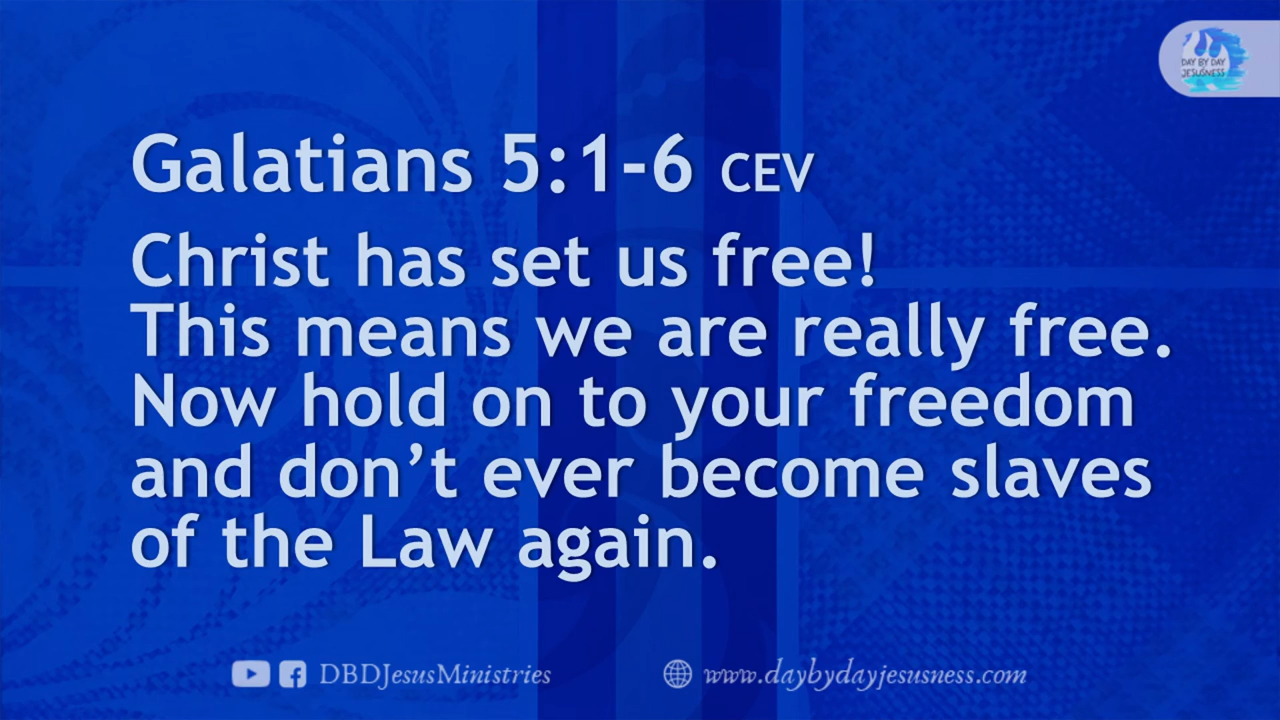 DAY BY DAY
JESUSNESS
Galatians 5:1-6 CEV
Christ has set us free!
This means we are really free.
Now hold on to your freedom
and don’t ever become slaves
of the Law again.
DBDJesusMinistries
www.daybydayjesusness.com